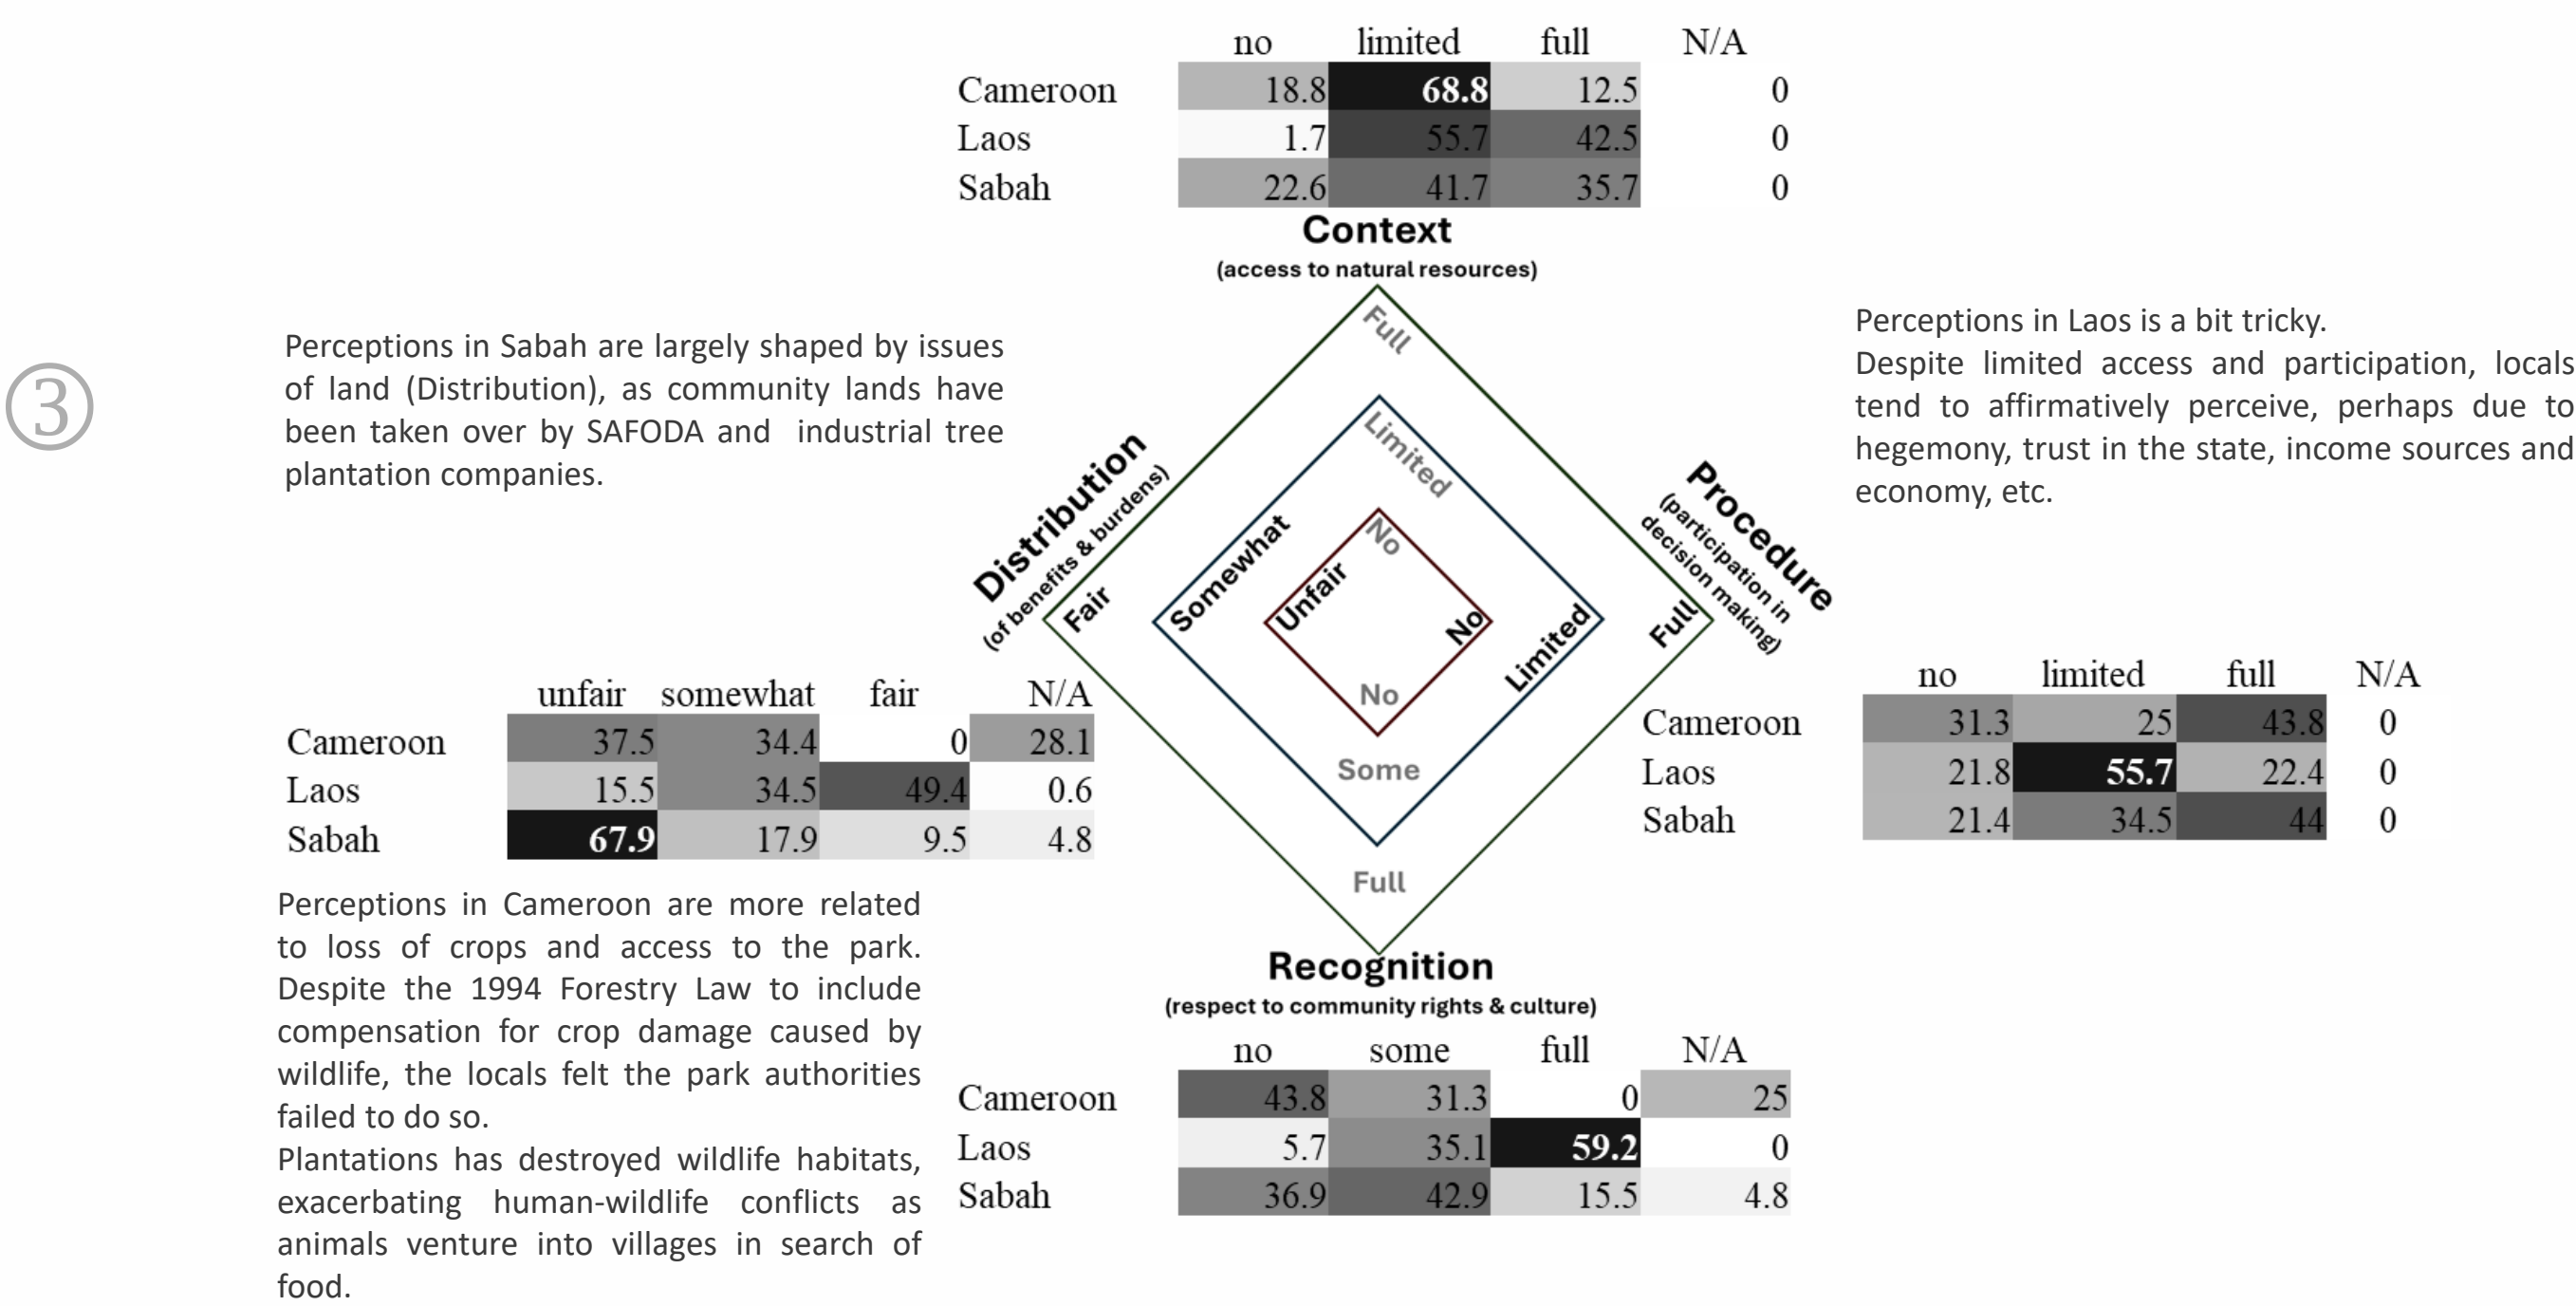 no limited full N/A
Cameroon 18.8 68.8 12.5 0
Laos 1.7 55.7 42.5 0
Sabah 22.6 41.7 35.7 0
Context
(access to natural resources)
③
Perceptions in Sabah are largely shaped by issues
of land (Distribution), as community lands have
been taken over by SAFODA and industrial tree
plantation companies.
Perceptions in Laos is a bit tricky.
Despite limited access and participation, locals
tend to affirmatively perceive, perhaps due to
hegemony, trust in the state, income sources and
economy, etc.
Distribution
(of benefits & burdens)
Procedure
(participation in
decision making)
Full
Limited
No
Fair
Somewhat
Unfair
No
Limited
Full
No
Some
Full
unfair somewhat fair N/A
Cameroon 37.5 34.4 0 28.1
Laos 15.5 34.5 49.4 0.6
Sabah 67.9 17.9 9.5 4.8
no limited full N/A
Cameroon 31.3 25 43.8 0
Laos 21.8 55.7 22.4 0
Sabah 21.4 34.5 44 0
Perceptions in Cameroon are more related
to loss of crops and access to the park.
Despite the 1994 Forestry Law to include
compensation for crop damage caused by
wildlife, the locals felt the park authorities
failed to do so.
Plantations has destroyed wildlife habitats,
exacerbating human-wildlife conflicts as
animals venture into villages in search of
food.
Recognition
(respect to community rights & culture)
no some full N/A
Cameroon 43.8 31.3 0 25
Laos 5.7 35.1 59.2 0
Sabah 36.9 42.9 15.5 4.8